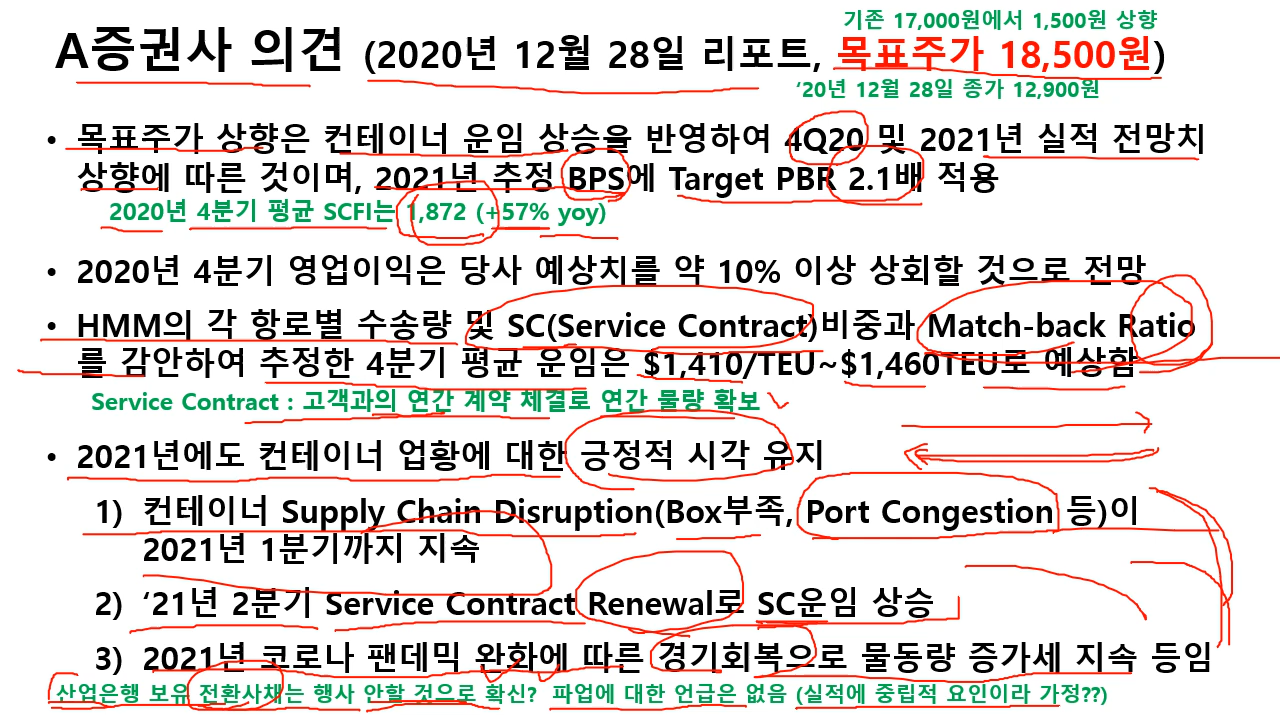 기존 17,000원에서 1,500원 상향
A증권사 의견 (2020년 12월 28일 리포트, 목표주가 18,500원)
‘20년 12월 28일 종가 12,900원
• 목표주가 상향은 컨테이너 운임 상승을 반영하여 4Q20 및 2021년 실적 전망치
상향에 따른 것이며, 2021년 추정 BPS에 Target PBR 2.1배 적용
2020년 4분기 평균 SCFI는 1,872 (+57% yoy)
• 2020년 4분기 영업이익은 당사 예상치를 약 10% 이상 상회할 것으로 전망
• HMM의 각 항로별 수송량 및 SC(Service Contract)비중과 Match-back Ratio
를 감안하여 추정한 4분기 평균 운임은 $1,410/TEU~$1,460TEU로 예상함
Service Contract : 고객과의 연간 계약 체결로 연간 물량 확보
• 2021년에도 컨테이너 업황에 대한 긍정적 시각 유지
1) 컨테이너 Supply Chain Disruption(Box부족, Port Congestion 등)이
2021년 1분기까지 지속
2) ‘21년 2분기 Service Contract Renewal로 SC운임 상승
3) 2021년 코로나 팬데믹 완화에 따른 경기회복으로 물동량 증가세 지속 등임
산업은행 보유 전환사채는 행사 안할 것으로 확신? 파업에 대한 언급은 없음 (실적에 중립적 요인이라 가정??)